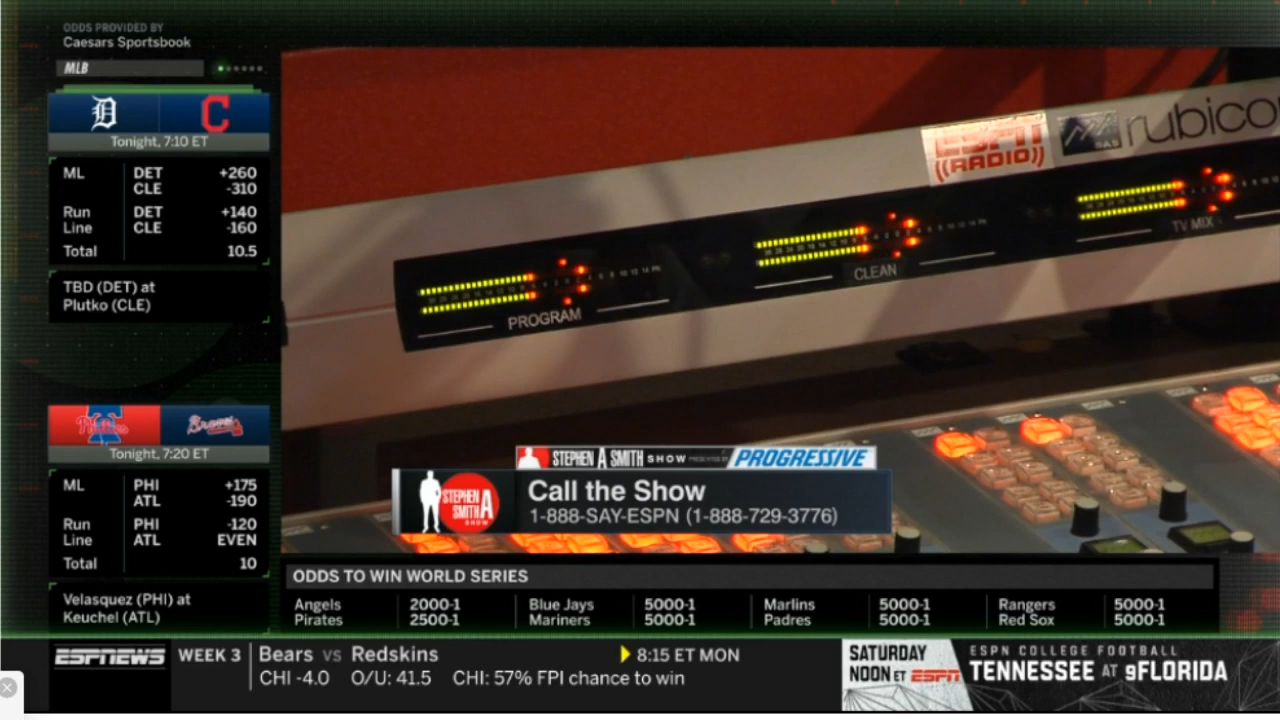 ODDS PROVIDED BY
Caesars Sportsbook
MLB
D C
Tonight, 7:10 ET
ML DET +260
CLE -310
Run DET +140
Line CLE -160
Total 10.5
TBD (DET) at
Plutko (CLE)
Phillies Braves
Tonight, 7:20 ET
ML PHI +175
ATL -190
Run PHI -120
Line ATL EVEN
Total 10
Velasquez (PHI) at
Keuchel (ATL)
ESPN RADIO
SAS rubico
PROGRAM
CLEAN
TV MIX
STEPHEN A SMITH SHOW PRESENTED BY PROGRESSIVE
STEPHEN A SMITH SHOW
Call the Show
1-888-SAY-ESPN (1-888-729-3776)
ODDS TO WIN WORLD SERIES
Angels 2000-1 Blue Jays 5000-1 Marlins 5000-1 Rangers 5000-1
Pirates 2500-1 Mariners 5000-1 Padres 5000-1 Red Sox 5000-1
ESPNEWS WEEK 3 Bears vs Redskins 8:15 ET MON
CHI -4.0 O/U: 41.5 CHI: 57% FPI chance to win
SATURDAY
NOON ET ESPN
ESPN COLLEGE FOOTBALL
TENNESSEE AT 9FLORIDA